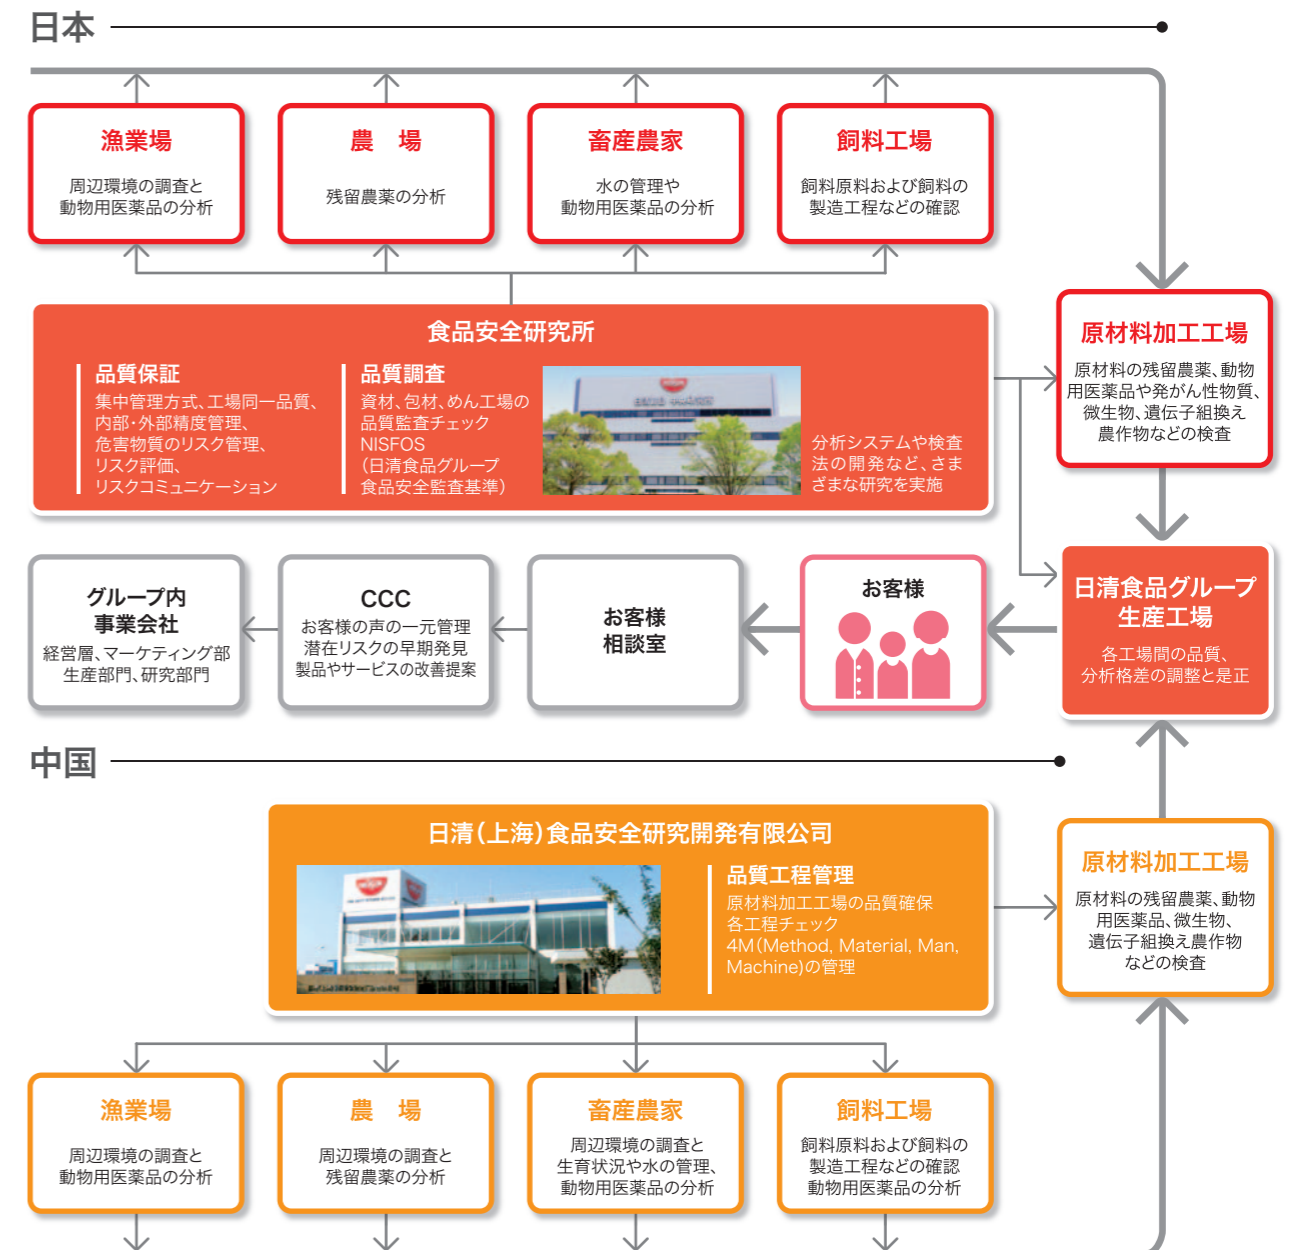 日本
漁業場
周辺環境の調査と
動物用医薬品の分析
農　場
残留農薬の分析
畜産農家
水の管理や
動物用医薬品の分析
飼料工場
飼料原料および飼料の
製造工程などの確認
食品安全研究所
品質保証
集中管理方式、工場同一品質、
内部・外部精度管理、
危害物質のリスク管理、
リスク評価、
リスクコミュニケーション
品質調査
資材、包材、めん工場の
品質監査チェック
NISFOS
（日清食品グループ
食品安全監査基準）
分析システムや検査
法の開発など、さま
ざまな研究を実施
原材料加工工場
原材料の残留農薬、動物
用医薬品や発がん性物質、
微生物、遺伝子組換え
農作物などの検査
グループ内
事業会社
経営層、マーケティング部
生産部門、研究部門
CCC
お客様の声の一元管理
潜在リスクの早期発見
製品やサービスの改善提案
お客様
相談室
お客様
日清食品グループ
生産工場
各工場間の品質、
分析格差の調整と是正
中国
日清（上海）食品安全研究開発有限公司
品質工程管理
原材料加工工場の品質確保
各工程チェック
4M（Method, Material, Man,
Machine)の管理
原材料加工工場
原材料の残留農薬、動物
用医薬品、微生物、
遺伝子組換え農作物
などの検査
漁業場
周辺環境の調査と
動物用医薬品の分析
農　場
周辺環境の調査と
残留農薬の分析
畜産農家
周辺環境の調査と
生育状況や水の管理、
動物用医薬品の分析
飼料工場
飼料原料および飼料の
製造工程などの確認
動物用医薬品の分析